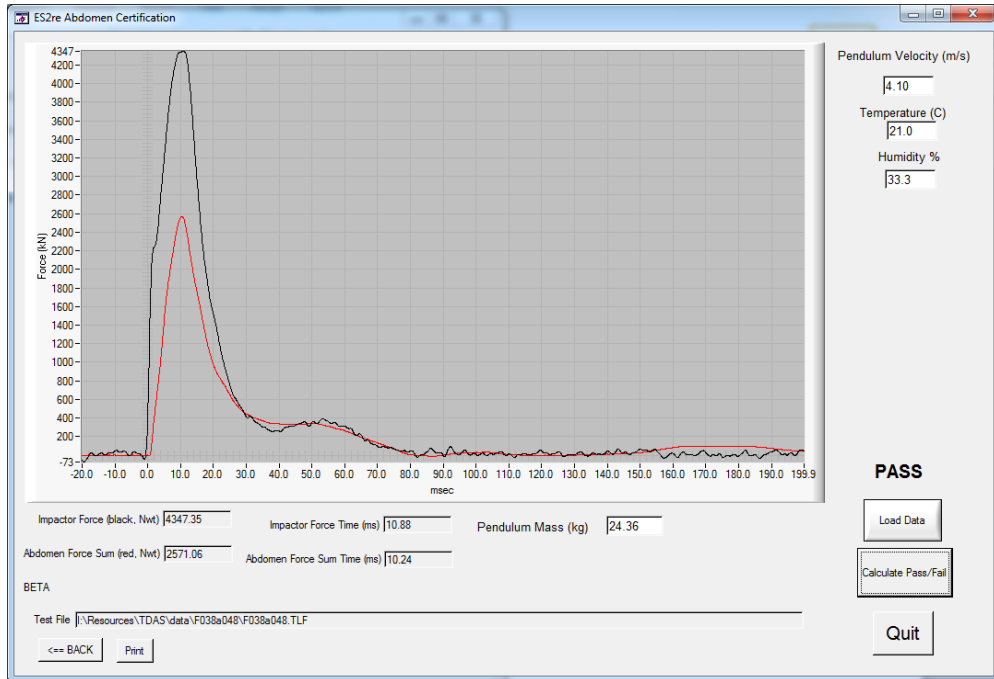 ES2re Abdomen Certification
4347
4200
4000
3800
3600
3400
3200
3000
2800
2600
2400
2200
2000
1800
1600
1400
1200
1000
800
600
400
200
-73
Force (kN)
-20.0 -10.0 0.0 10.0 20.0 30.0 40.0 50.0 60.0 70.0 80.0 90.0 100.0 110.0 120.0 130.0 140.0 150.0 160.0 170.0 180.0 190.0 199.9
msec
Pendulum Velocity (m/s)
4.10
Temperature (C)
21.0
Humidity %
33.3
PASS
Load Data
Calculate Pass/Fail
Quit
Impactor Force (black, Nwt) 4347.35 Impactor Force Time (ms) 10.88 Pendulum Mass (kg) 24.36
Abdomen Force Sum (red, Nwt) 2571.06 Abdomen Force Sum Time (ms) 10.24
BETA
Test File I:\Resources\TDAS\data\F038a048\F038a048.TLF
<== BACK Print